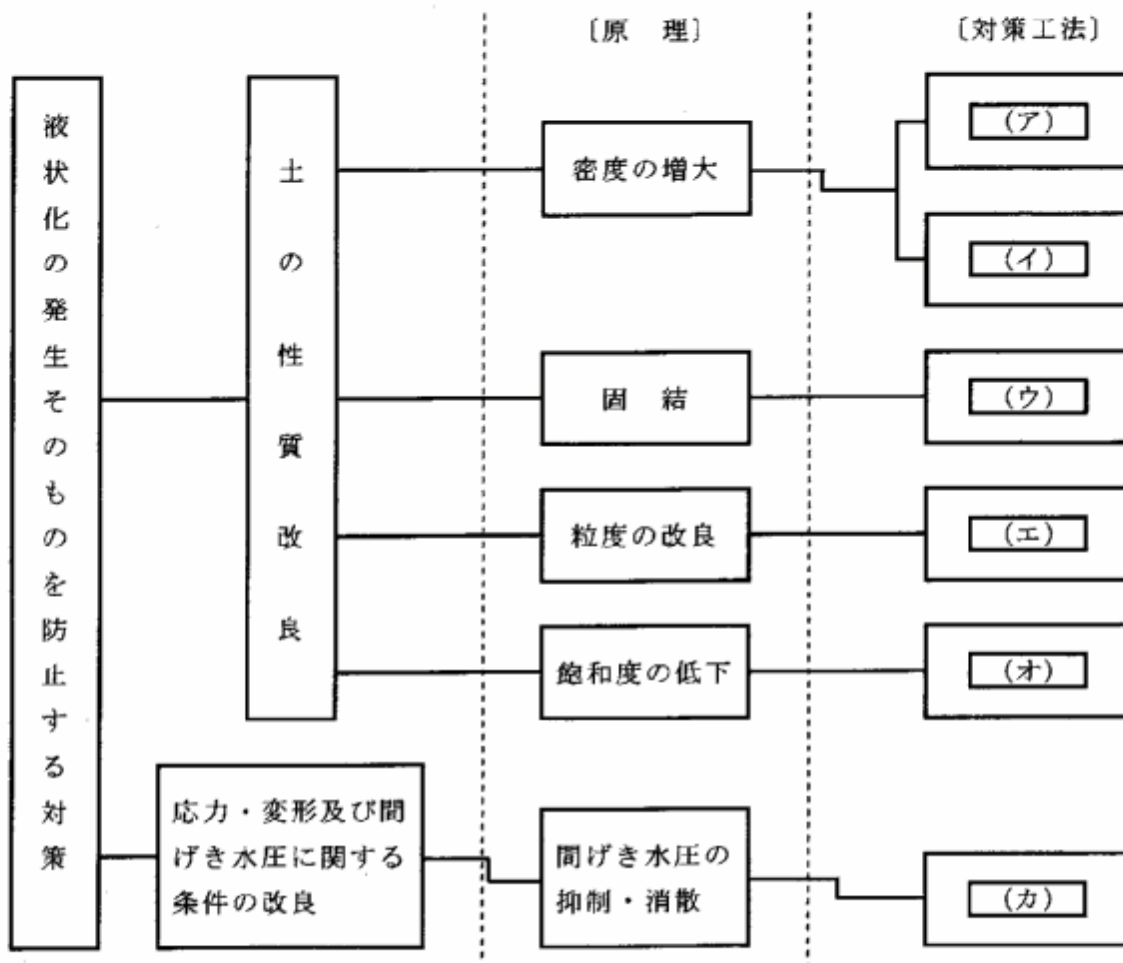 〔原　理〕
〔対策工法〕
液状化の発生そのものを防止する対策
土の性質改良
密度の増大
(ア)
(イ)
固　結
(ウ)
粒度の改良
(エ)
飽和度の低下
(オ)
応力・変形及び間
げき水圧に関する
条件の改良
間げき水圧の
抑制・消散
(カ)